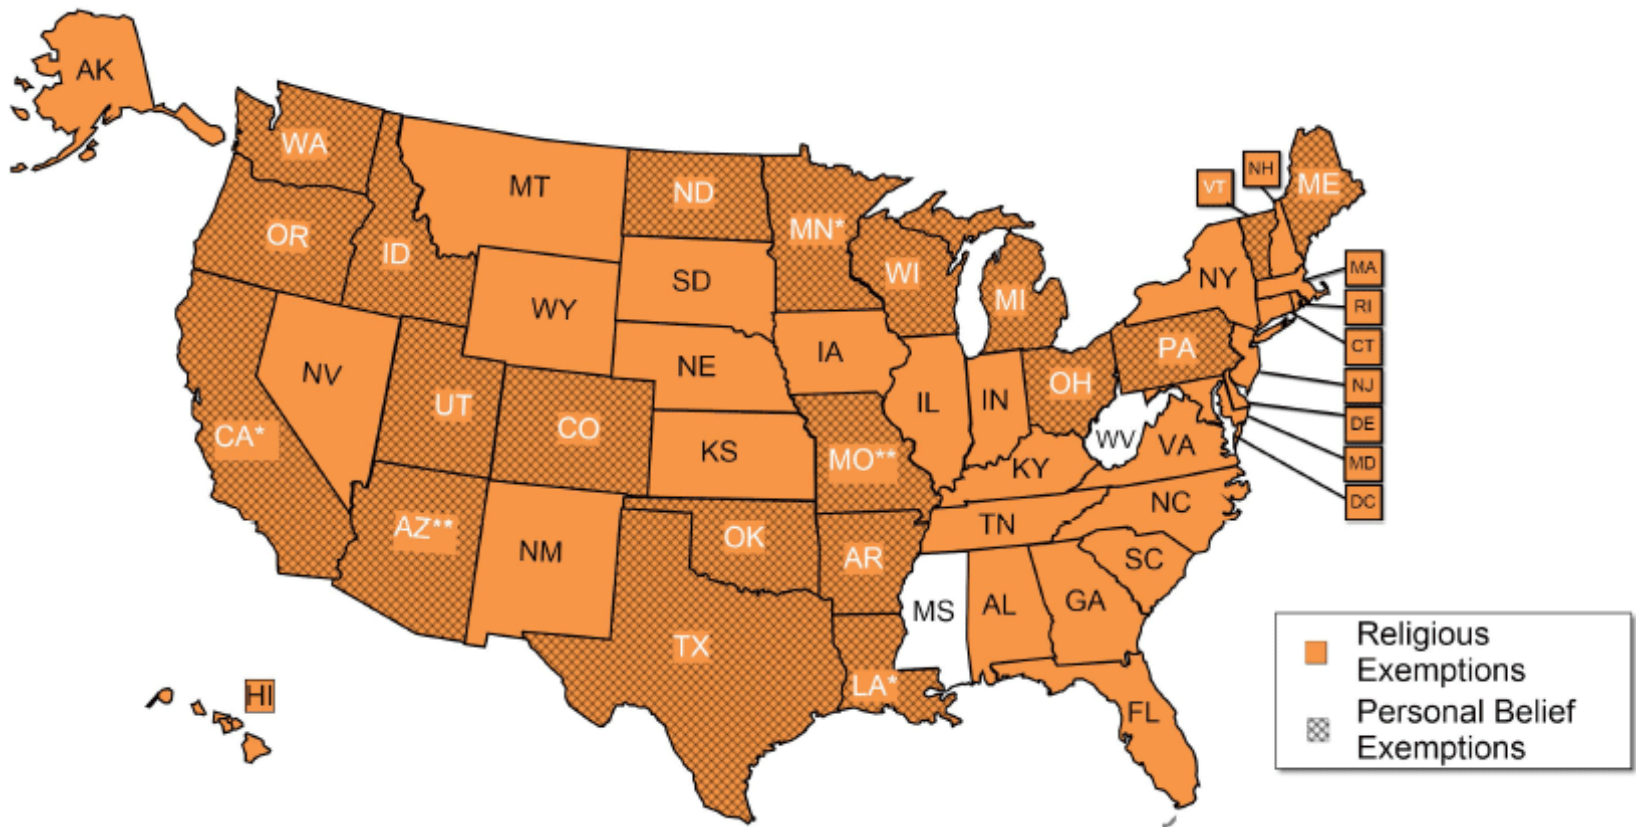 AK
WA
MT
ND
MN*
VT
NH
ME
OR
ID
SD
WI
MI
NY
MA
WY
RI
NV
NE
IA
PA
CT
UT
OH
NJ
CA*
CO
IL
IN
DE
KS
MO**
WV
VA
MD
KY
DC
AZ**
NM
OK
TN
NC
AR
SC
MS
AL
GA
TX
LA*
HI
FL
Religious
Exemptions
Personal Belief
Exemptions